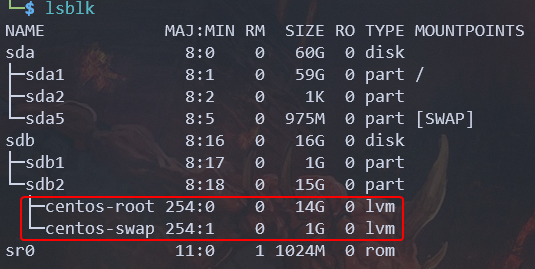 └─$ lsblk
NAME MAJ:MIN RM SIZE RO TYPE MOUNTPOINTS
sda 8:0 0 60G 0 disk
├─sda1 8:1 0 59G 0 part /
├─sda2 8:2 0 1K 0 part
└─sda5 8:5 0 975M 0 part [SWAP]
sdb 8:16 0 16G 0 disk
├─sdb1 8:17 0 1G 0 part
└─sdb2 8:18 0 15G 0 part
├─centos-root 254:0 0 14G 0 lvm
└─centos-swap 254:1 0 1G 0 lvm
sr0 11:0 1 1024M 0 rom